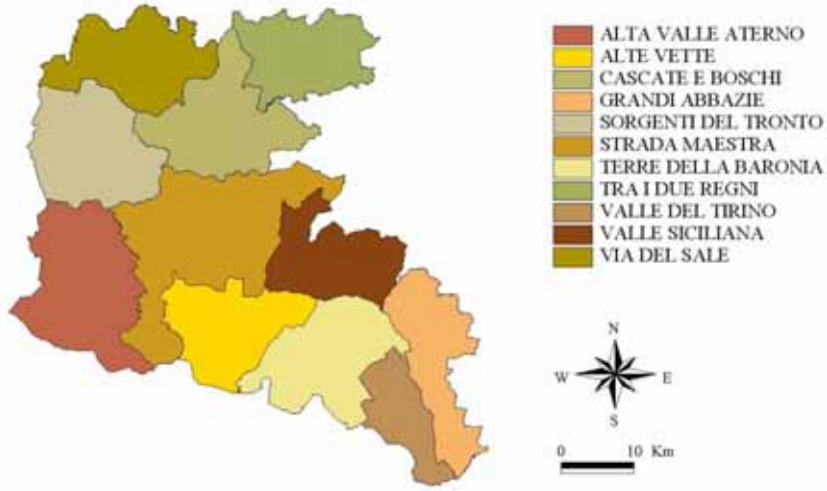 ALTA VALLE ATERNO
ALTE VETTE
CASCATE E BOSCHI
GRANDI ABBAZIE
SORGENTI DEL TRONTO
STRADA MAESTRA
TERRE DELLA BARONIA
TRA I DUE REGNI
VALLE DEL TIRINO
VALLE SICILIANA
VIA DEL SALE
N
W E
S
0 10 Km